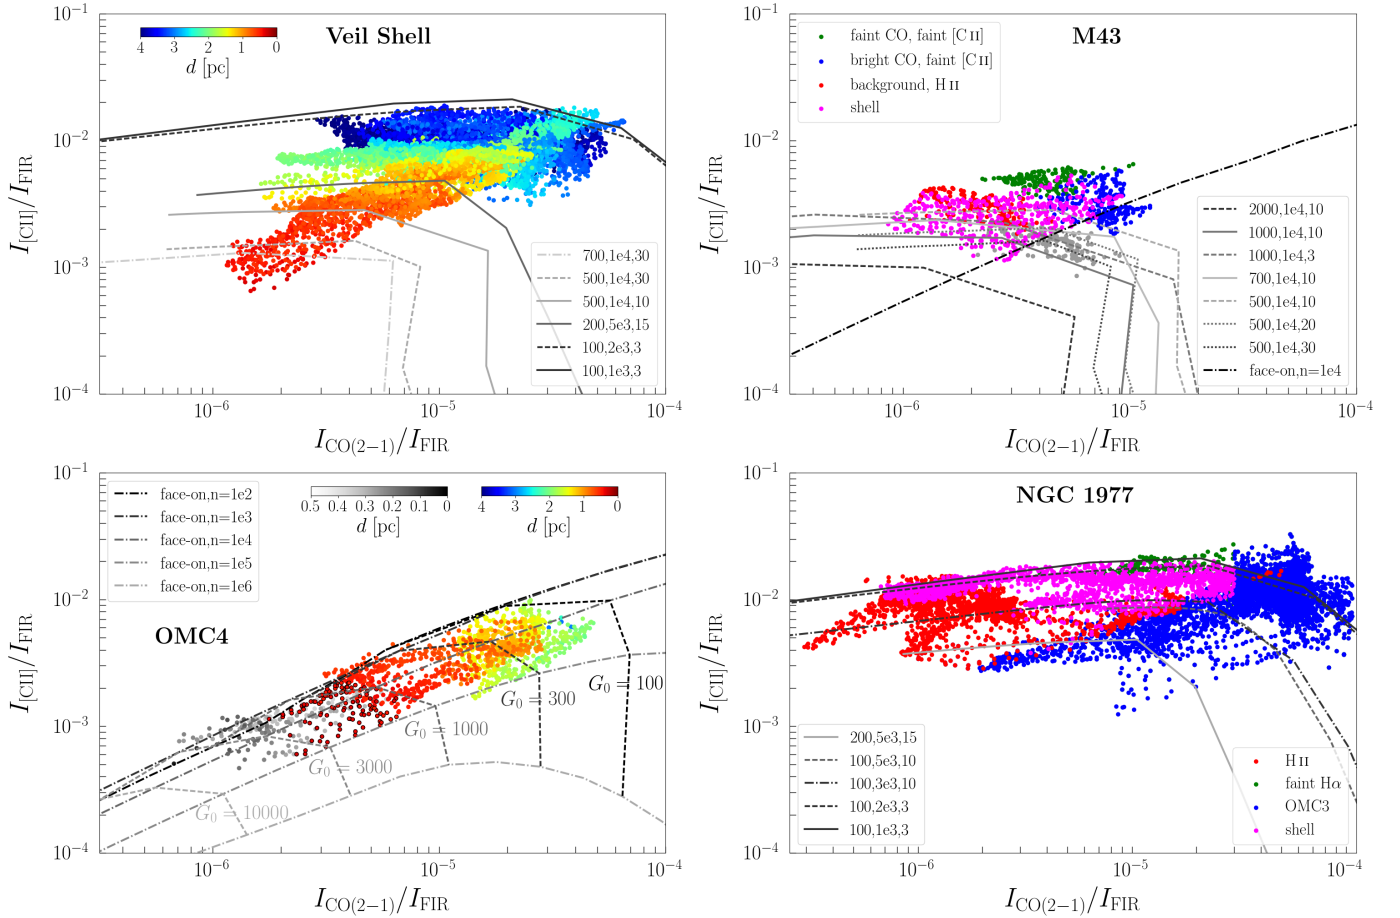 Veil Shell
4 3 2 1 0
d [pc]
10⁻¹
10⁻²
10⁻³
10⁻⁴
I[CII]/IFIR
700,1e4,30
500,1e4,30
500,1e4,10
200,5e3,15
100,2e3,3
100,1e3,3
10⁻⁶ 10⁻⁵ 10⁻⁴
ICO(2−1)/IFIR
M43
faint CO, faint [C II]
bright CO, faint [C II]
background, H II
shell
10⁻¹
10⁻²
10⁻³
10⁻⁴
I[CII]/IFIR
2000,1e4,10
1000,1e4,10
1000,1e4,3
700,1e4,10
500,1e4,10
500,1e4,20
500,1e4,30
face-on,n=1e4
10⁻⁶ 10⁻⁵ 10⁻⁴
ICO(2−1)/IFIR
face-on,n=1e2
face-on,n=1e3
face-on,n=1e4
face-on,n=1e5
face-on,n=1e6
0.5 0.4 0.3 0.2 0.1 0
d [pc]
4 3 2 1 0
d [pc]
OMC4
10⁻¹
10⁻²
10⁻³
10⁻⁴
I[CII]/IFIR
G₀ = 100
G₀ = 300
G₀ = 1000
G₀ = 3000
G₀ = 10000
10⁻⁶ 10⁻⁵ 10⁻⁴
ICO(2−1)/IFIR
NGC 1977
10⁻¹
10⁻²
10⁻³
10⁻⁴
I[CII]/IFIR
200,5e3,15
100,5e3,10
100,3e3,10
100,2e3,3
100,1e3,3
H II
faint Hα
OMC3
shell
10⁻⁶ 10⁻⁵ 10⁻⁴
ICO(2−1)/IFIR